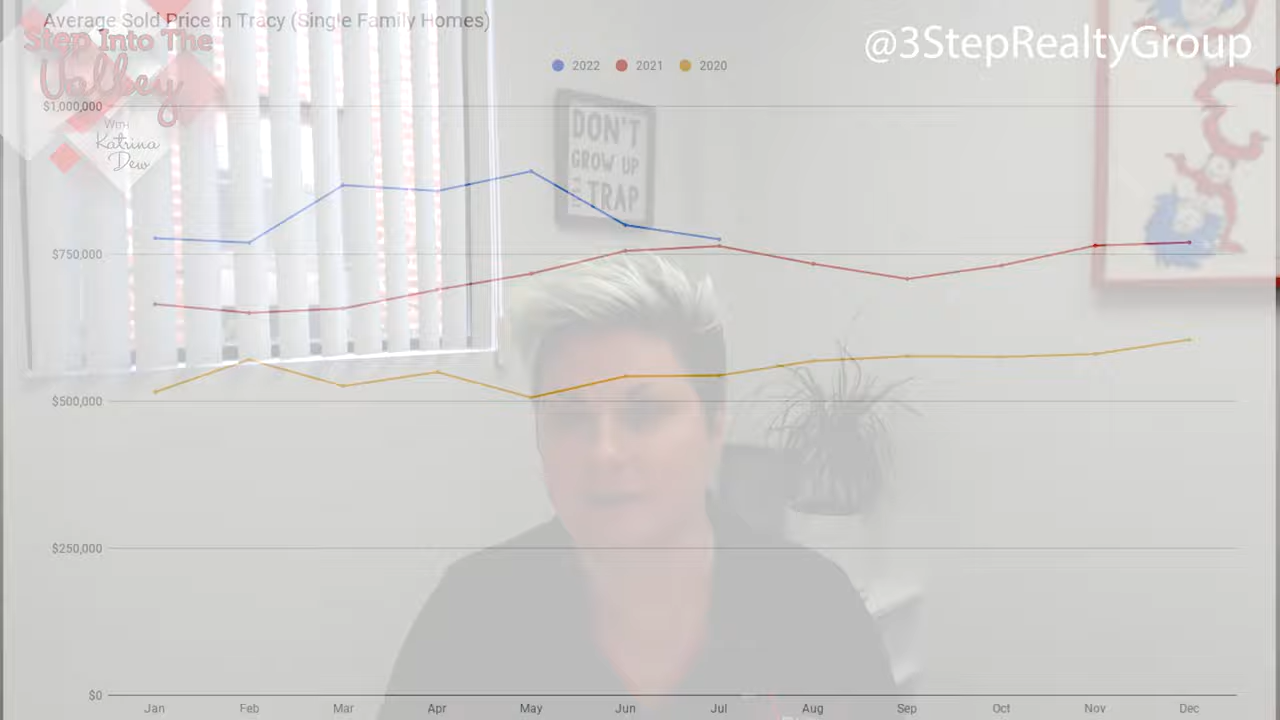 Average Sold Price in Tracy (Single Family Homes)
Step Into The
Valley
WITH
Katrina
Dew
@3StepRealtyGroup
2022
2021
2020
DON'T
GROW UP
TRAP
$1,000,000
$750,000
$500,000
$250,000
$0
Jan Feb Mar Apr May Jun Jul Aug Sep Oct Nov Dec